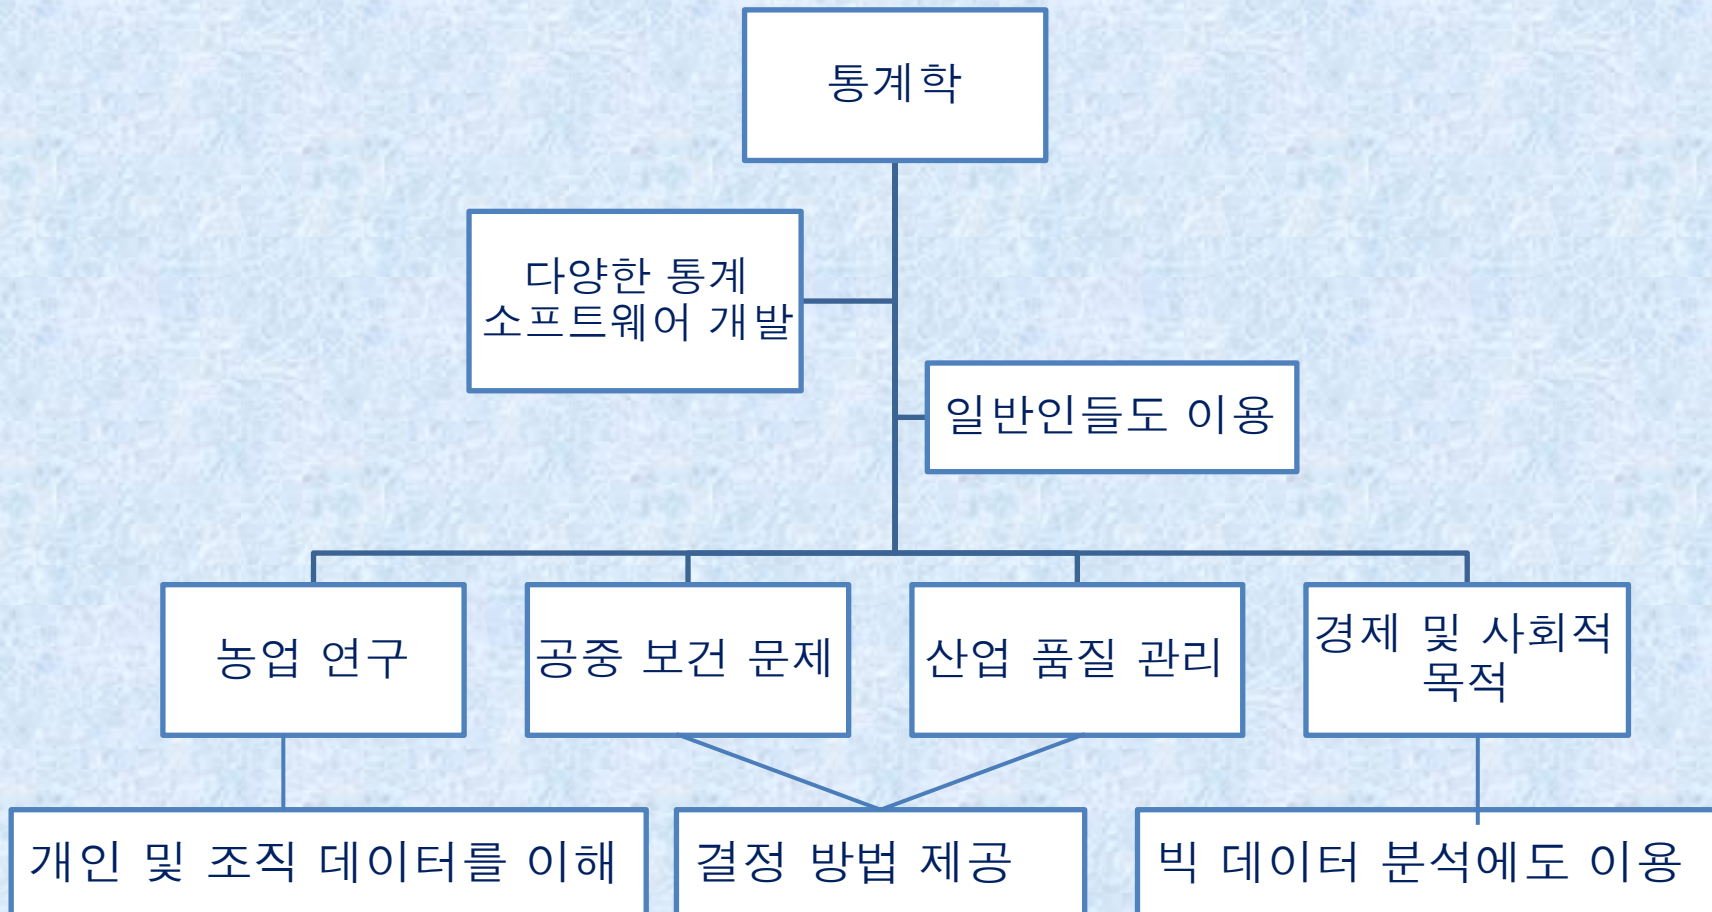 통계학
다양한 통계
소프트웨어 개발
일반인들도 이용
농업 연구
공중 보건 문제
산업 품질 관리
경제 및 사회적
목적
개인 및 조직 데이터를 이해
결정 방법 제공
빅 데이터 분석에도 이용